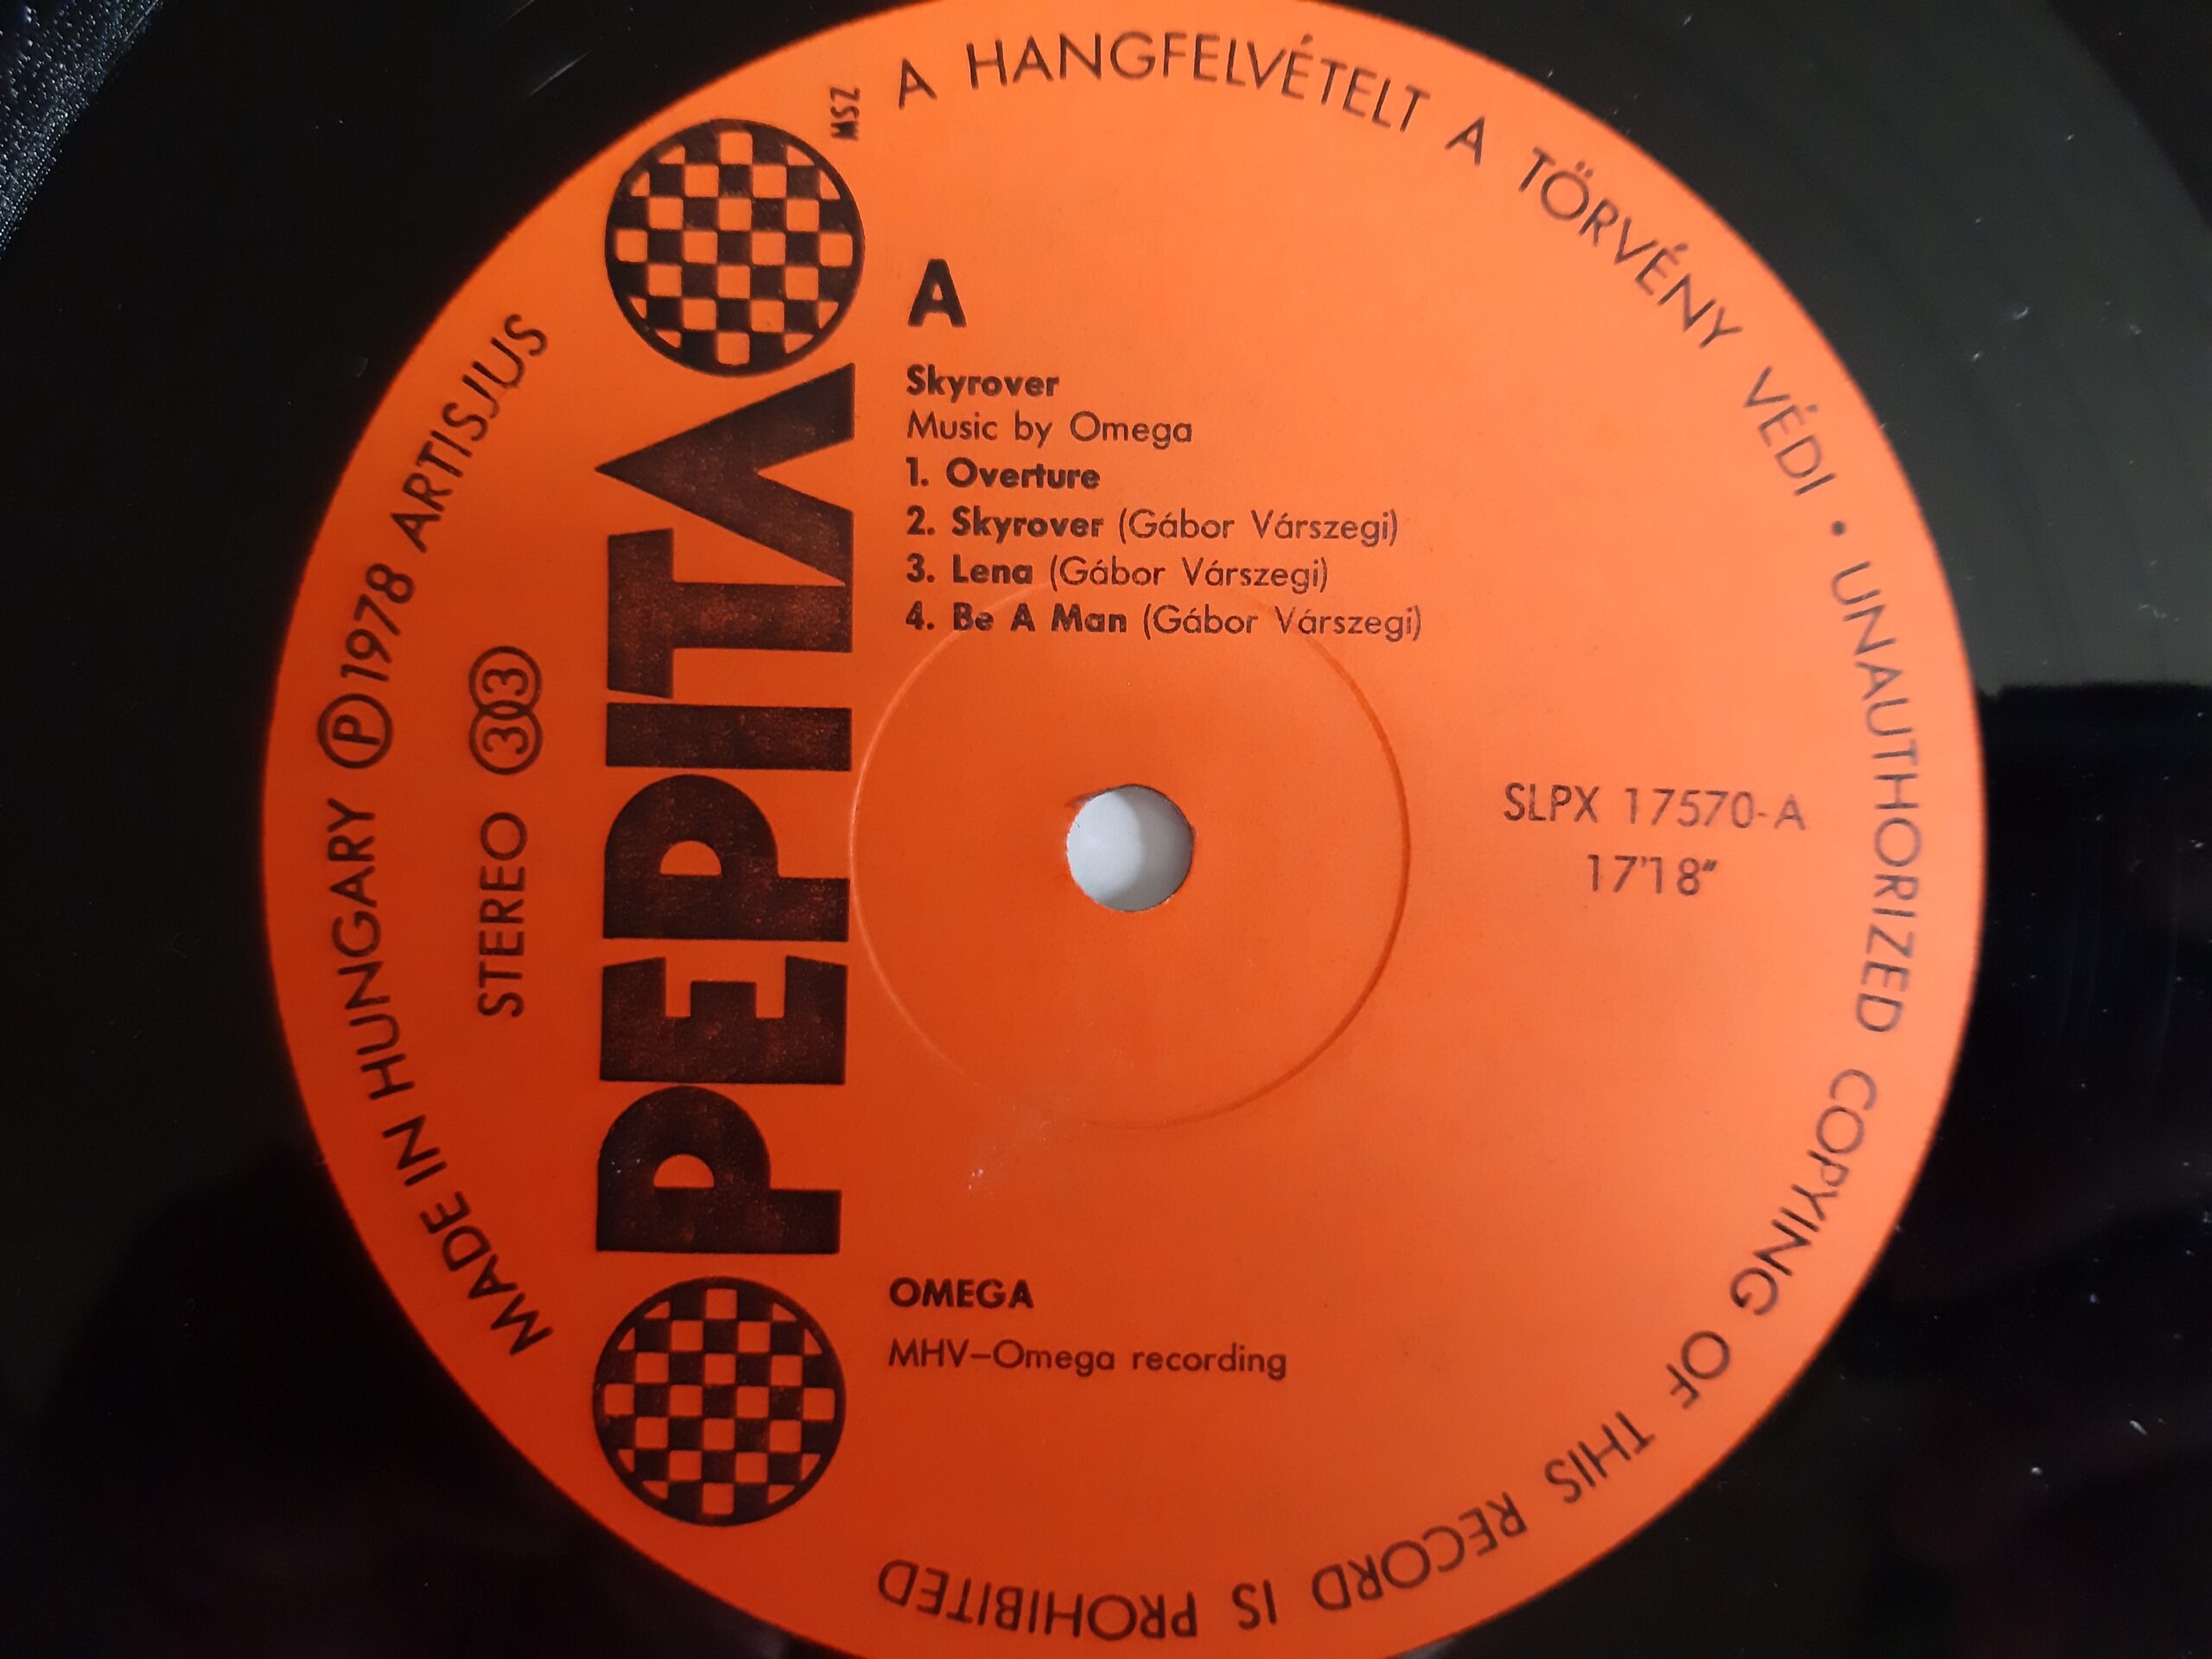 A HANGFELVÉTELT A TÖRVÉNY VÉDI • UNAUTHORIZED COPYING OF THIS RECORD IS PROHIBITED
MADE IN HUNGARY Ⓟ 1978 ARTISJUS
STEREO 33
PEPITA
MSZ
A
Skyrover
Music by Omega
1. Overture
2. Skyrover (Gábor Várszegi)
3. Lena (Gábor Várszegi)
4. Be A Man (Gábor Várszegi)
SLPX 17570-A
17'18"
OMEGA
MHV–Omega recording